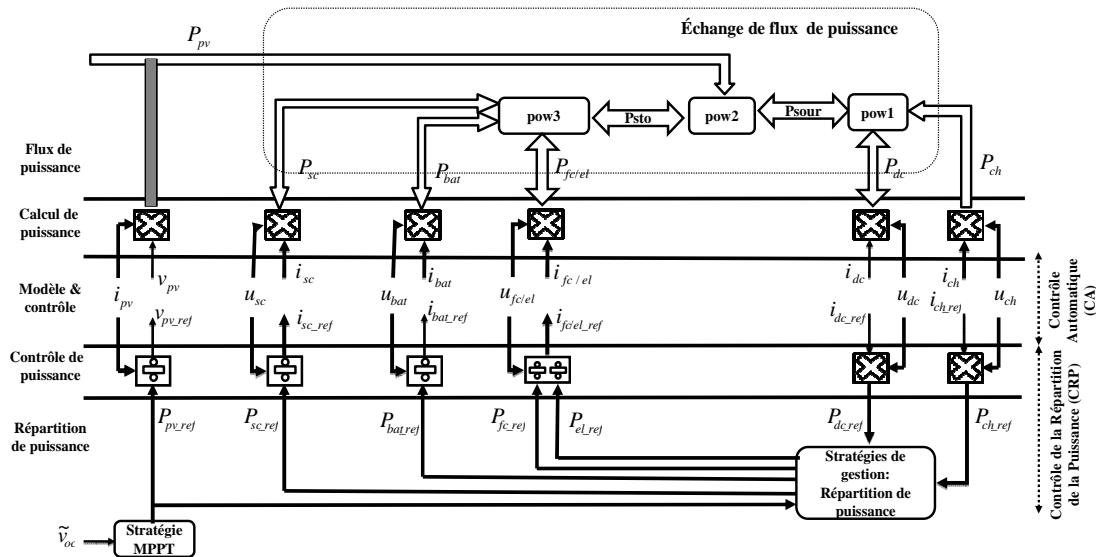 P_pv
Échange de flux de puissance
pow3
Psto
pow2
Psour
pow1
Flux de
puissance
P_sc
P_bat
P_fc/el
P_dc
P_ch
Calcul de
puissance
Modèle &
contrôle
i_pv
v_pv
v_pv_ref
u_sc
i_sc
i_sc_ref
u_bat
i_bat
i_bat_ref
u_fc/el
i_fc/el
i_fc/el_ref
i_dc
i_dc_ref
u_dc
i_ch
i_ch_ref
u_ch
Contrôle
Automatique
(CA)
Contrôle de
puissance
Répartition
de puissance
P_pv_ref
P_sc_ref
P_bat_ref
P_fc_ref
P_el_ref
P_dc_ref
P_ch_ref
Stratégies de
gestion:
Répartition de
puissance
Contrôle de la Répartition
de la Puissance (CRP)
ṽ_oc
Stratégie
MPPT